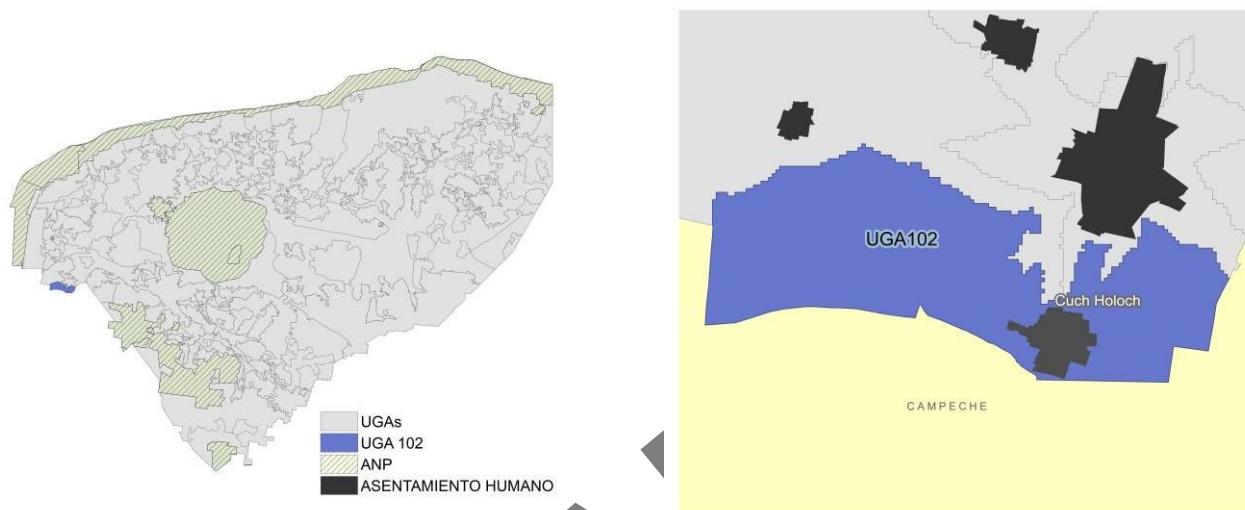 UGAs
UGA 102
ANP
ASENTAMIENTO HUMANO
UGA102
Cuch Holoch
CAMPECHE